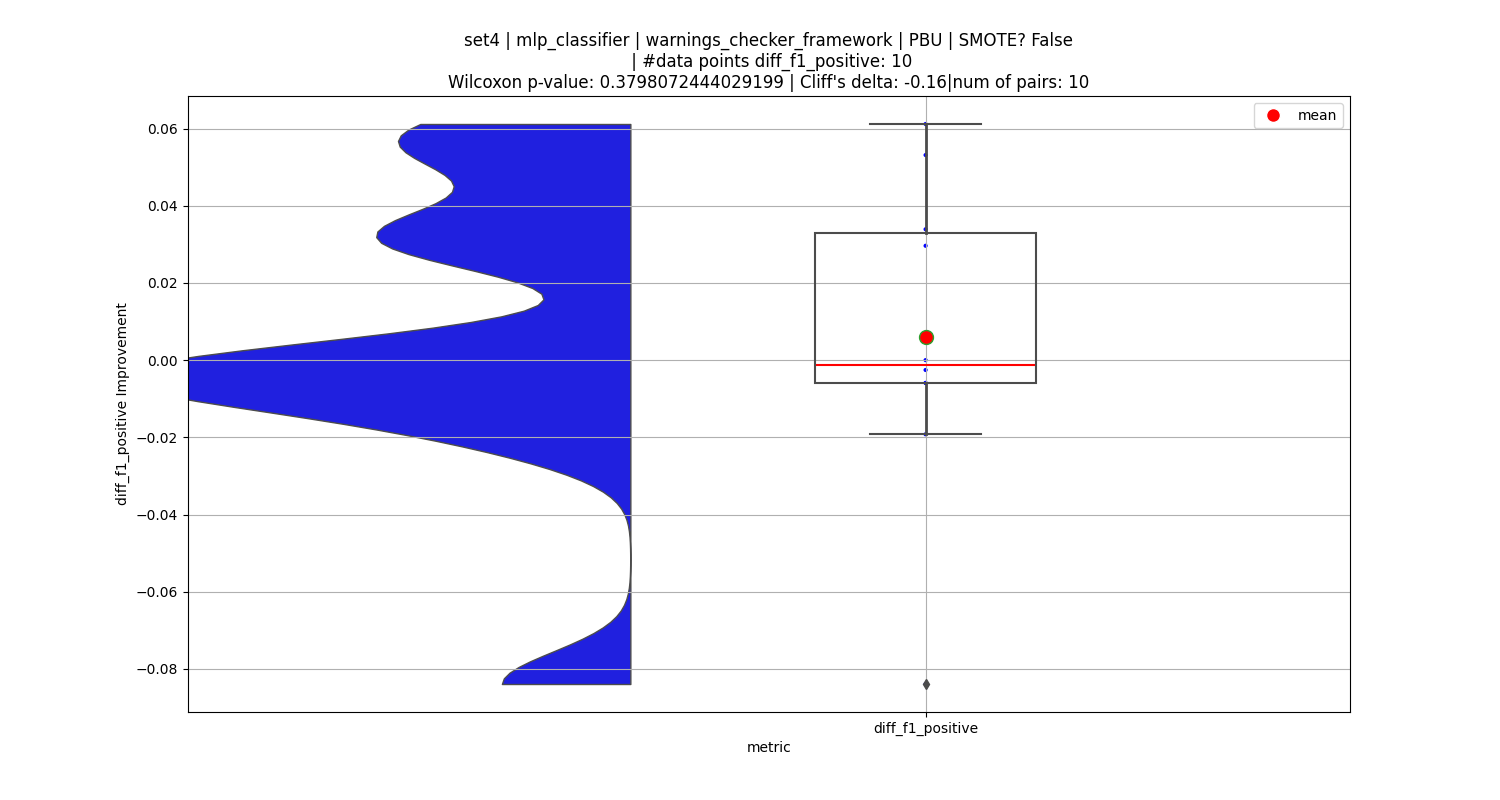 set4 | mlp_classifier | warnings_checker_framework | PBU | SMOTE? False
| #data points diff_f1_positive: 10
Wilcoxon p-value: 0.3798072444029199 | Cliff's delta: -0.16|num of pairs: 10
mean
0.06
0.04
0.02
0.00
−0.02
−0.04
−0.06
−0.08
diff_f1_positive Improvement
diff_f1_positive
metric